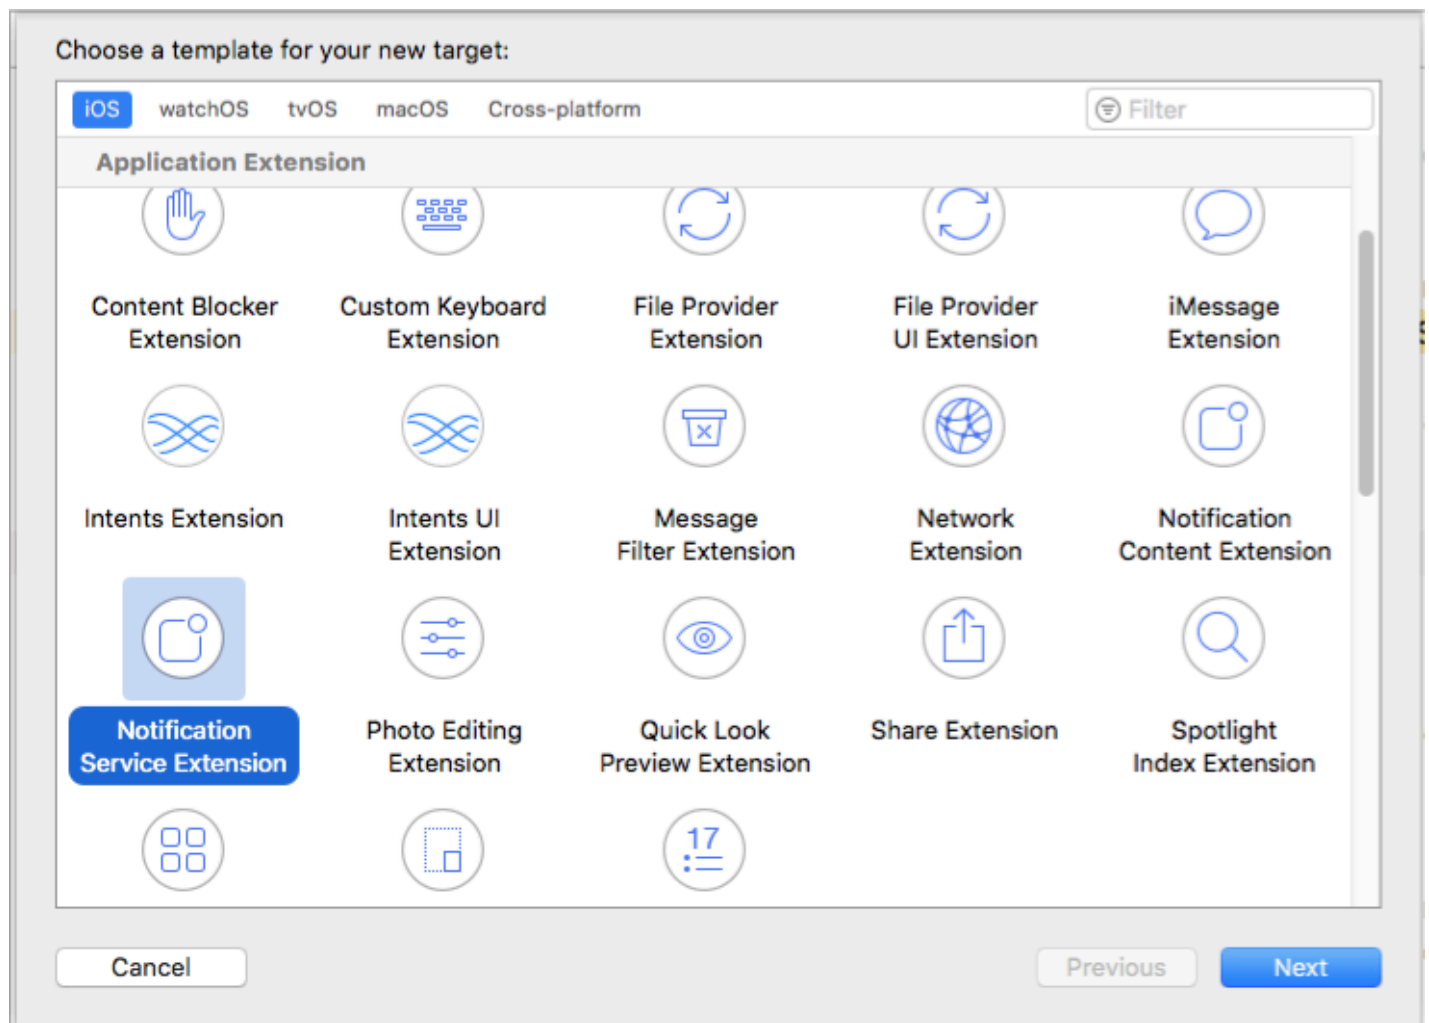 Choose a template for your new target:
iOS watchOS tvOS macOS Cross-platform Filter
Application Extension
Content Blocker
Extension
Custom Keyboard
Extension
File Provider
Extension
File Provider
UI Extension
iMessage
Extension
Intents Extension
Intents UI
Extension
Message
Filter Extension
Network
Extension
Notification
Content Extension
Notification
Service Extension
Photo Editing
Extension
Quick Look
Preview Extension
Share Extension
Spotlight
Index Extension
17
Cancel
Previous
Next